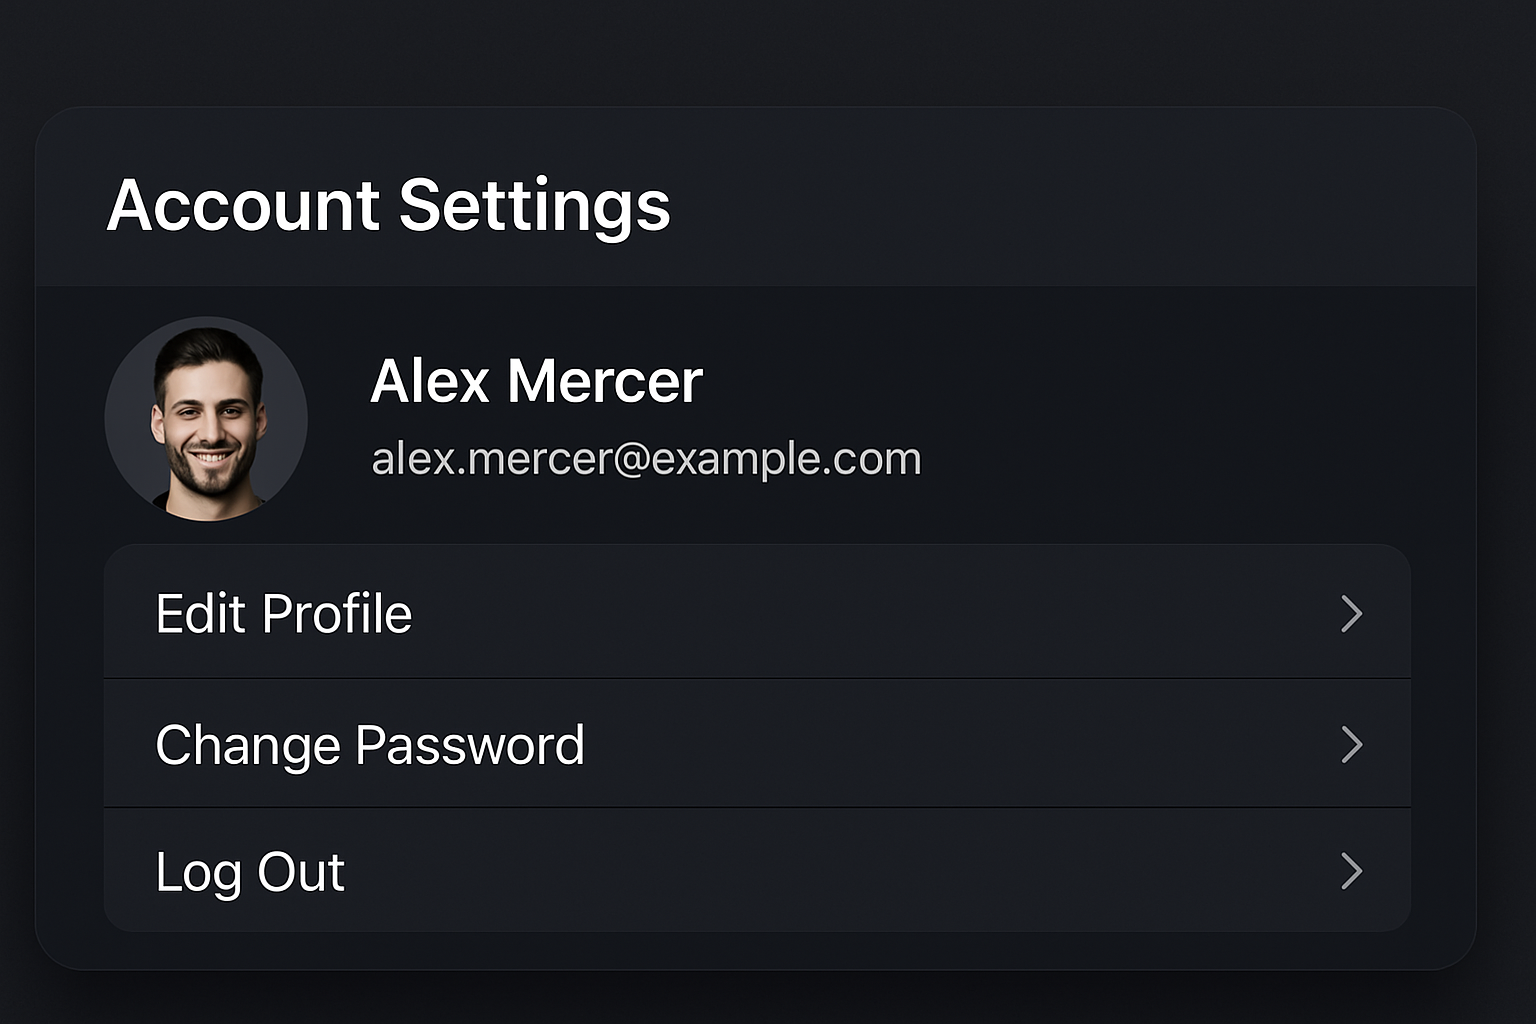 Account Settings
Alex Mercer
alex.mercer@example.com
Edit Profile
Change Password
Log Out